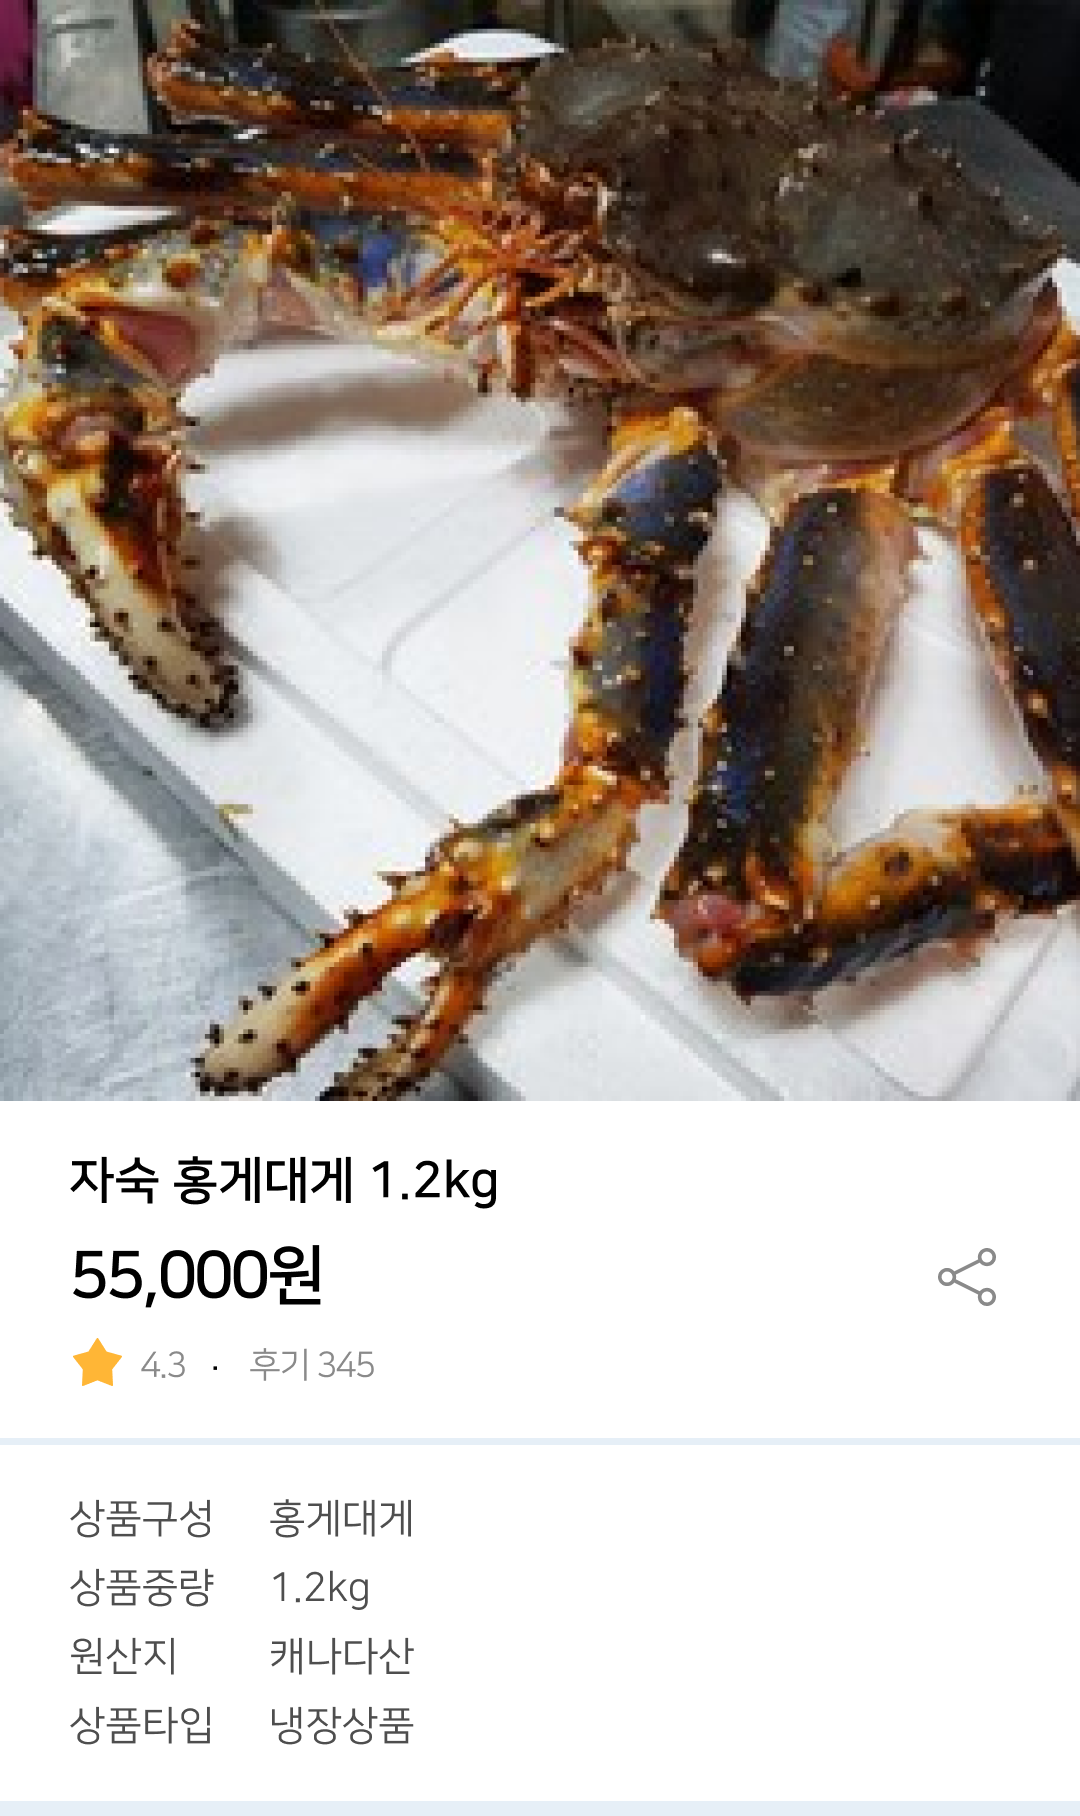 자숙 홍게대게 1.2kg
55,000원
4.3 · 후기 345
상품구성 홍게대게
상품중량 1.2kg
원산지 캐나다산
상품타입 냉장상품